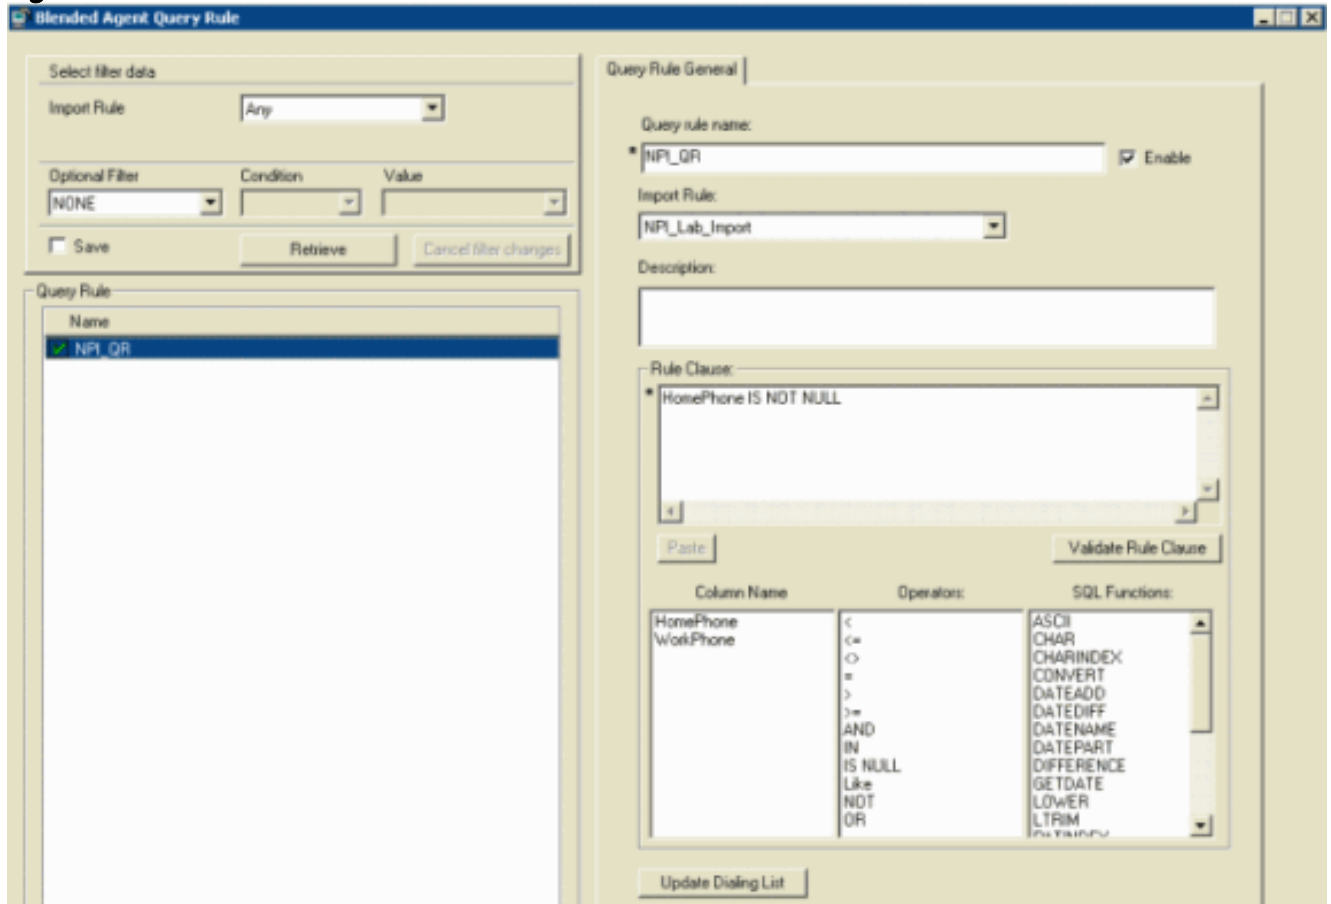 Blended Agent Query Rule
Select filter data
Import Rule
Any
Optional Filter Condition Value
NONE
Save
Retrieve
Cancel filter changes
Query Rule
Name
NPI_QR
Query Rule General
Query rule name:
* NPI_QR
Enable
Import Rule:
NPI_Lab_Import
Description:
Rule Clause:
* HomePhone IS NOT NULL
Paste
Validate Rule Clause
Column Name
HomePhone
WorkPhone
Operators:
<
<=
<>
=
>
>=
AND
IN
IS NULL
Like
NOT
OR
SQL Functions:
ASCII
CHAR
CHARINDEX
CONVERT
DATEADD
DATEDIFF
DATENAME
DATEPART
DIFFERENCE
GETDATE
LOWER
LTRIM
Update Dialing List